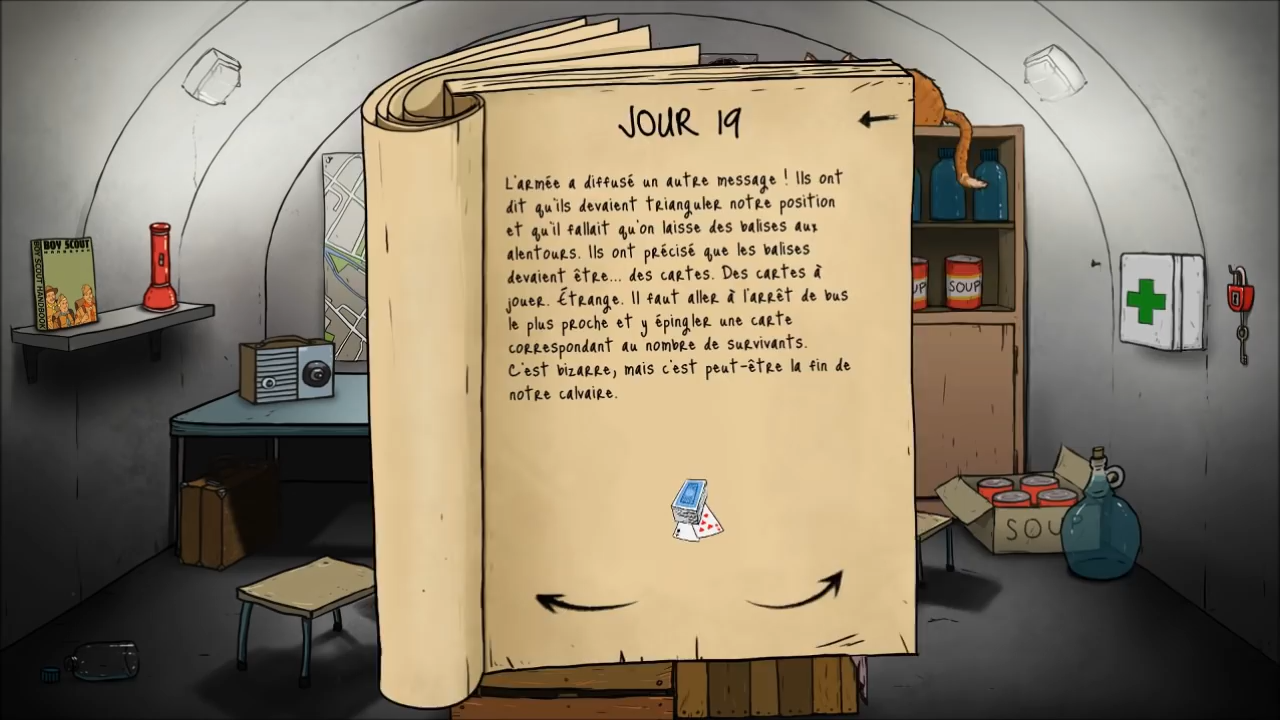 JOUR 19
L'armée a diffusé un autre message ! Ils ont
dit qu'ils devaient trianguler notre position
et qu'il fallait qu'on laisse des balises aux
alentours. Ils ont précisé que les balises
devaient être... des cartes. Des cartes à
jouer. Étrange. Il faut aller à l'arrêt de bus
le plus proche et y épingler une carte
correspondant au nombre de survivants.
C'est bizarre, mais c'est peut-être la fin de
notre calvaire.
BOY SCOUT
BOY SCOUT HANDBOOK
UP
SOUP
SOUP